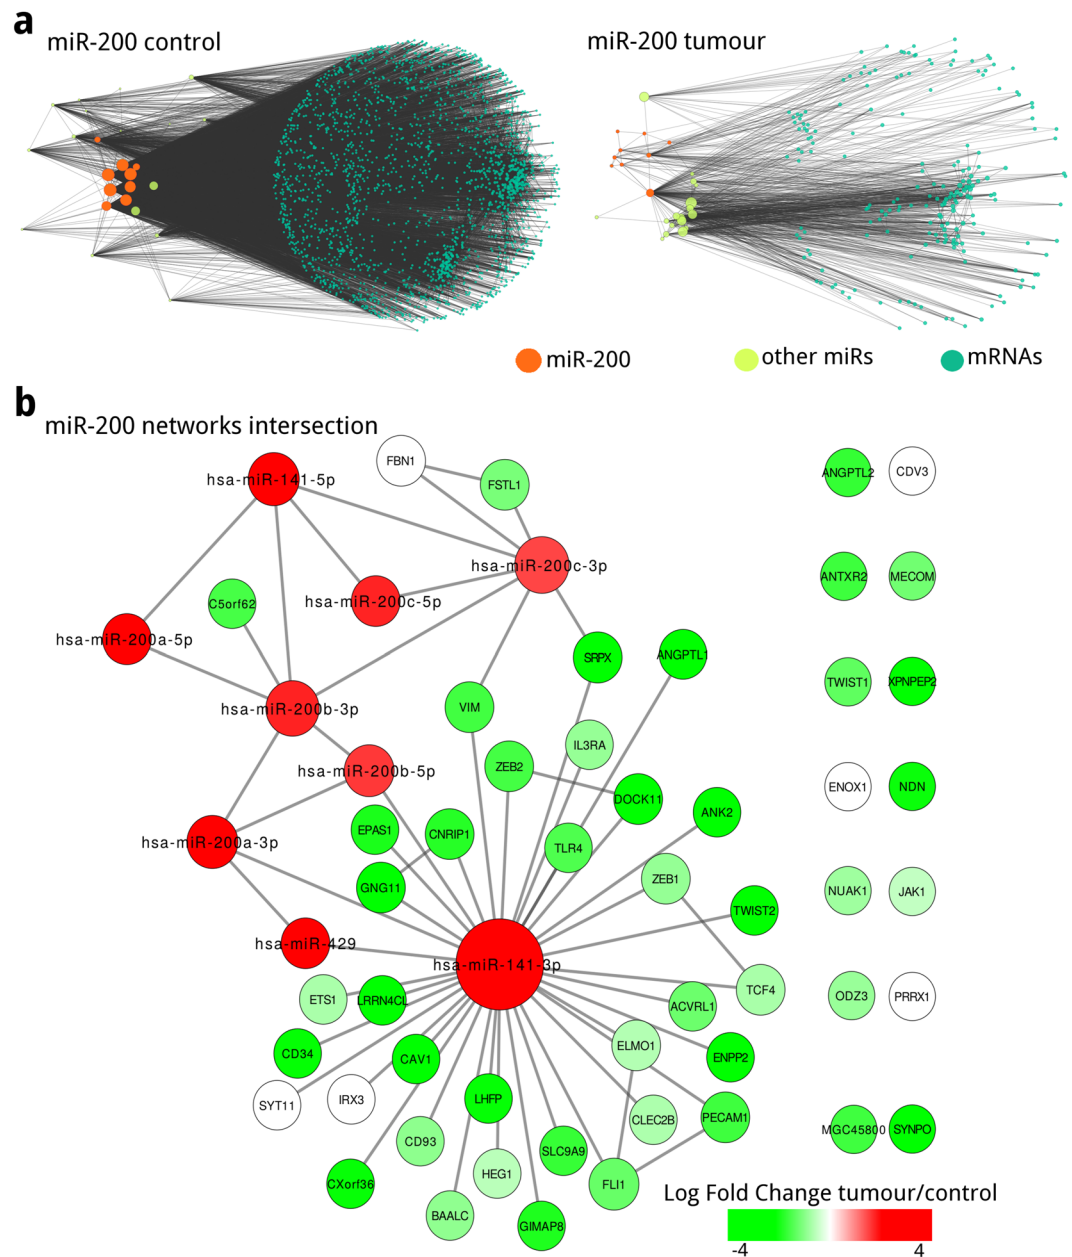 a
miR-200 control
miR-200 tumour
miR-200
other miRs
mRNAs
b
miR-200 networks intersection
FBN1
hsa-miR-141-5p
FSTL1
ANGPTL2
CDV3
hsa-miR-200c-3p
ANTXR2
MECOM
C5orf62
hsa-miR-200c-5p
hsa-miR-200a-5p
SRPX
ANGPTL1
TWIST1
XPNPEP2
hsa-miR-200b-3p
VIM
IL3RA
hsa-miR-200b-5p
ZEB2
ENOX1
NDN
DOCK11
ANK2
EPAS1
CNRIP1
hsa-miR-200a-3p
TLR4
GNG11
ZEB1
NUAK1
JAK1
TWIST2
hsa-miR-429
hsa-miR-141-3p
ETS1
LRRN4CL
TCF4
ACVRL1
ODZ3
PRRX1
CD34
CAV1
ELMO1
ENPP2
SYT11
IRX3
LHFP
CLEC2B
PECAM1
CD93
MGC45800
SYNPO
SLC9A9
HEG1
CXorf36
FLI1
BAALC
GIMAP8
Log Fold Change tumour/control
-4
4